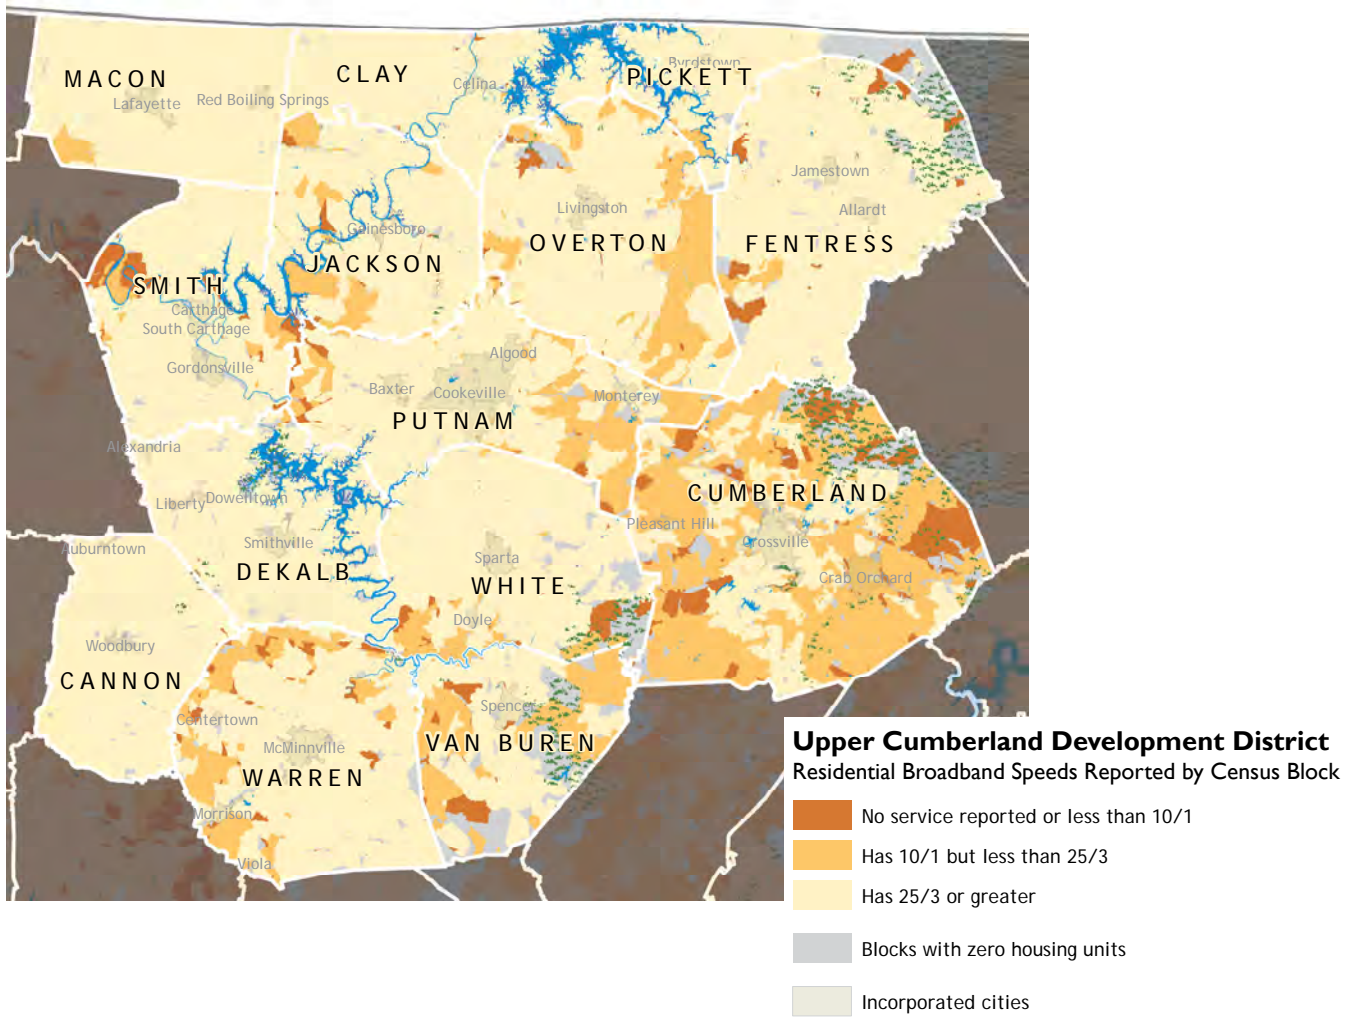 MACON
Lafayette
Red Boiling Springs
CLAY
Celina
Byrdstown
PICKETT
Jamestown
Allardt
FENTRESS
Livingston
OVERTON
Gainesboro
JACKSON
SMITH
Carthage
South Carthage
Gordonsville
Algood
Baxter
Cookeville
Monterey
PUTNAM
Alexandria
Liberty
Dowelltown
Smithville
DEKALB
CUMBERLAND
Pleasant Hill
Crossville
Crab Orchard
Sparta
WHITE
Doyle
Auburntown
Woodbury
CANNON
Centertown
McMinnville
WARREN
Morrison
Viola
Spencer
VAN BUREN
Upper Cumberland Development District
Residential Broadband Speeds Reported by Census Block
No service reported or less than 10/1
Has 10/1 but less than 25/3
Has 25/3 or greater
Blocks with zero housing units
Incorporated cities